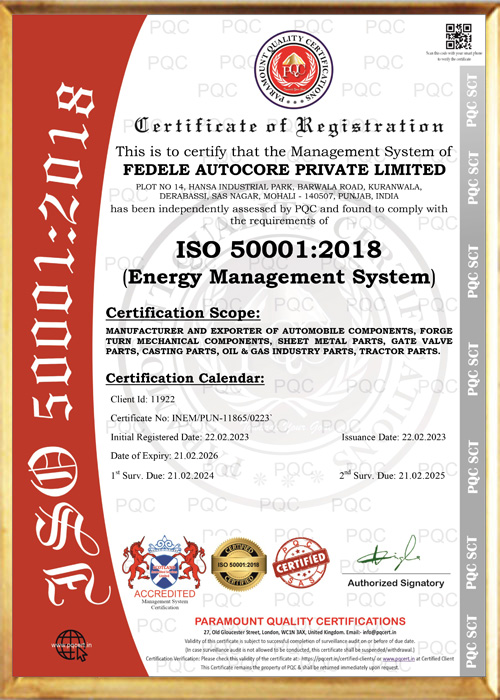 PARAMOUNT QUALITY CERTIFICATIONS
PQC
Scan this code with your smart phone
to verify the certificate
Certificate of Registration
This is to certify that the Management System of
FEDELE AUTOCORE PRIVATE LIMITED
PLOT NO 14, HANSA INDUSTRIAL PARK, BARWALA ROAD, KURANWALA,
DERABASSI, SAS NAGAR, MOHALI - 140507, PUNJAB, INDIA
has been independently assessed by PQC and found to comply with
the requirements of
ISO 50001:2018
(Energy Management System)
Certification Scope:
MANUFACTURER AND EXPORTER OF AUTOMOBILE COMPONENTS, FORGE
TURN MECHANICAL COMPONENTS, SHEET METAL PARTS, GATE VALVE
PARTS, CASTING PARTS, OIL & GAS INDUSTRY PARTS, TRACTOR PARTS.
Certification Calendar:
Client Id: 11922
Certificate No: INEM/PUN-11865/0223`
Initial Registered Date: 22.02.2023 Issuance Date: 22.02.2023
Date of Expiry: 21.02.2026
1st Surv. Due: 21.02.2024 2nd Surv. Due: 21.02.2025
ACCREDITED
Management System
Certification
CERTIFIED
ISO 50001:2018
CERTIFIED
PQC
CERTIFIED
SAS
Authorized Signatory
PARAMOUNT QUALITY CERTIFICATIONS
27, Old Gloucester Street, London, WC1N 3AX, United Kingdom. Email:- info@pqcert.in
Validity of this certificate is subject to successful completion of surveillance audit on or before due date.
(In case surveillance audit is not allowed to be conducted, this certificate shall be suspended/withdrawal.)
Certification Verification: Please check this validity of the certificate at: https://pqcert.in/certified-clients/ or www.pqcert.in at Certified Client
This Certificate remains the property of PQC & shall be returned immediately upon request.
ISO 50001:2018
www.pqcert.in
PQC SCT
PQC SCT
PQC SCT
PQC SCT
PQC SCT
PQC SCT
PQC SCT